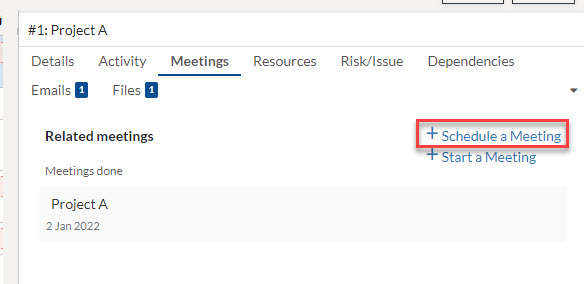 #1: Project A
Details Activity Meetings Resources Risk/Issue Dependencies
Emails 1 Files 1
Related meetings
+ Schedule a Meeting
+ Start a Meeting
Meetings done
Project A
2 Jan 2022